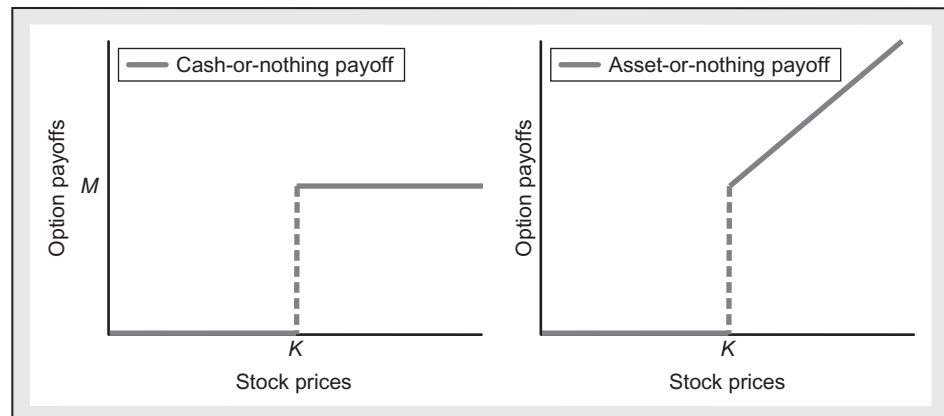 Cash-or-nothing payoff
Option payoffs
M
K
Stock prices
Asset-or-nothing payoff
Option payoffs
K
Stock prices